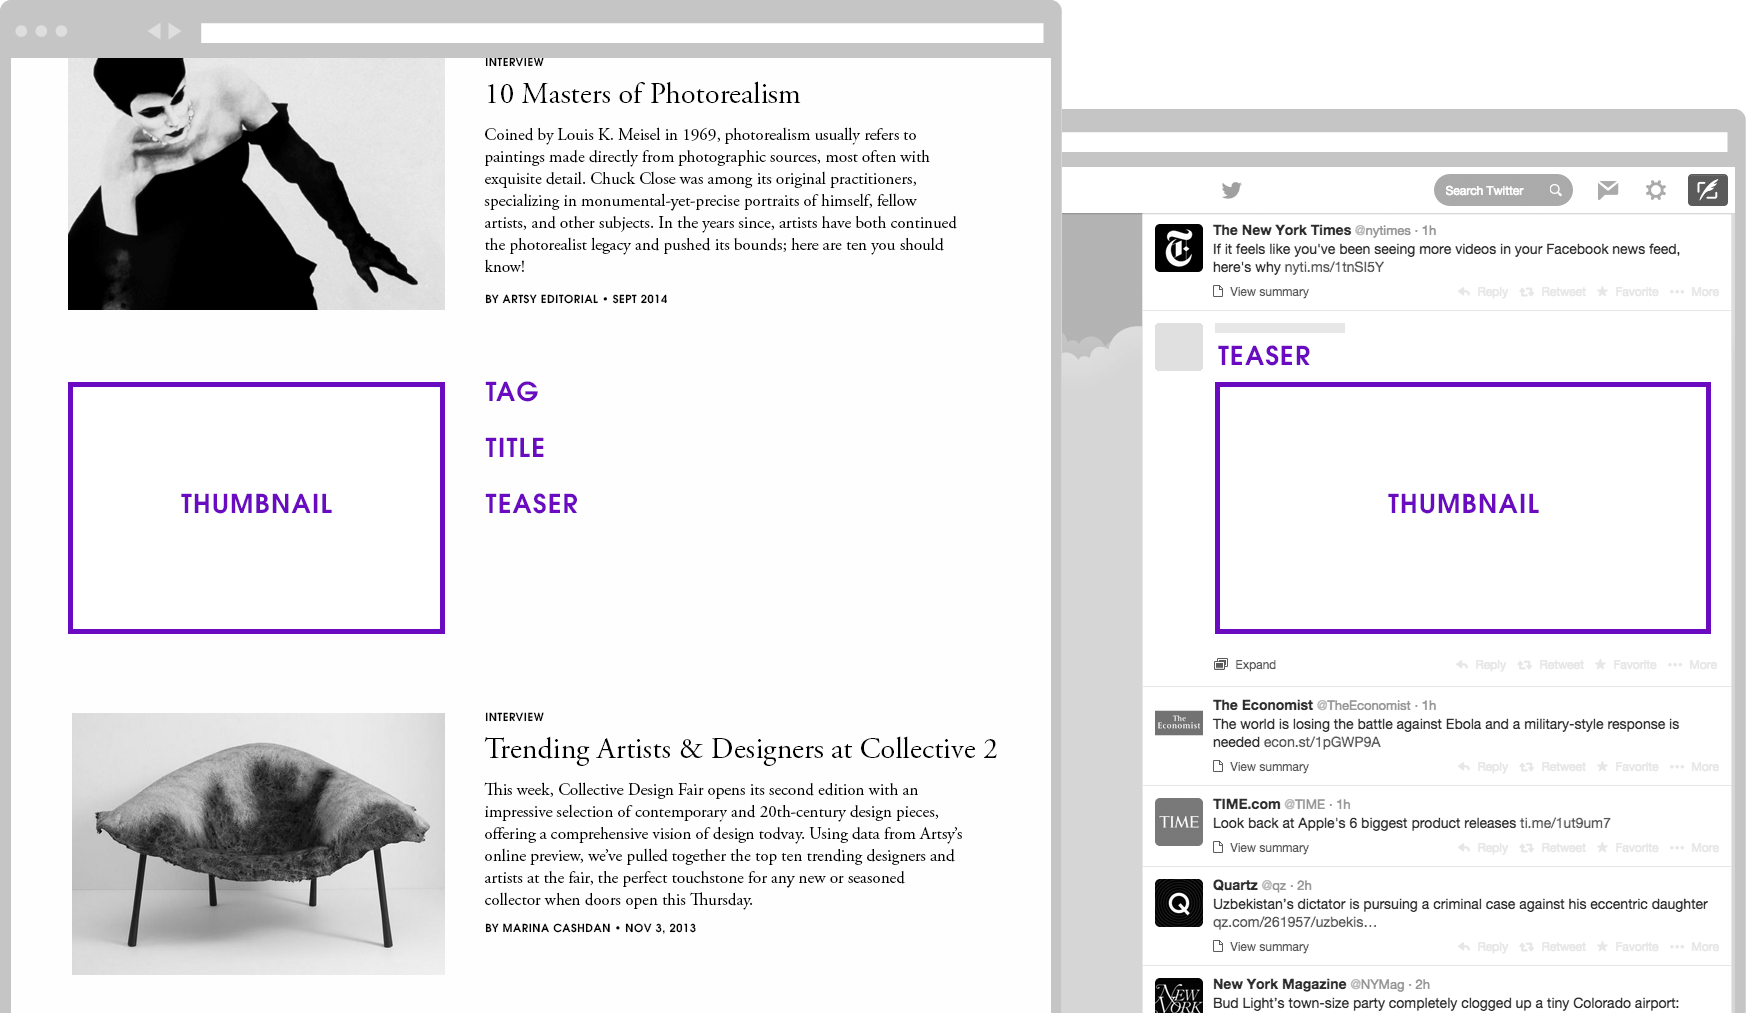 INTERVIEW
10 Masters of Photorealism
Coined by Louis K. Meisel in 1969, photorealism usually refers to
paintings made directly from photographic sources, most often with
exquisite detail. Chuck Close was among its original practitioners,
specializing in monumental-yet-precise portraits of himself, fellow
artists, and other subjects. In the years since, artists have both continued
the photorealist legacy and pushed its bounds; here are ten you should
know!
BY ARTSY EDITORIAL • SEPT 2014
THUMBNAIL
TAG
TITLE
TEASER
INTERVIEW
Trending Artists & Designers at Collective 2
This week, Collective Design Fair opens its second edition with an
impressive selection of contemporary and 20th-century design pieces,
offering a comprehensive vision of design todvay. Using data from Artsy's
online preview, we've pulled together the top ten trending designers and
artists at the fair, the perfect touchstone for any new or seasoned
collector when doors open this Thursday.
BY MARINA CASHDAN • NOV 3, 2013
Search Twitter
The New York Times @nytimes · 1h
If it feels like you've been seeing more videos in your Facebook news feed,
here's why nyti.ms/1tnSI5Y
View summary Reply Retweet Favorite More
TEASER
THUMBNAIL
Expand Reply Retweet Favorite More
The Economist
The Economist @TheEconomist · 1h
The world is losing the battle against Ebola and a military-style response is
needed econ.st/1pGWP9A
View summary Reply Retweet Favorite More
TIME
TIME.com @TIME · 1h
Look back at Apple's 6 biggest product releases ti.me/1ut9um7
View summary Reply Retweet Favorite More
Q
Quartz @qz · 2h
Uzbekistan's dictator is pursuing a criminal case against his eccentric daughter
qz.com/261957/uzbekis…
View summary Reply Retweet Favorite More
NEW YORK
New York Magazine @NYMag · 2h
Bud Light's town-size party completely clogged up a tiny Colorado airport: